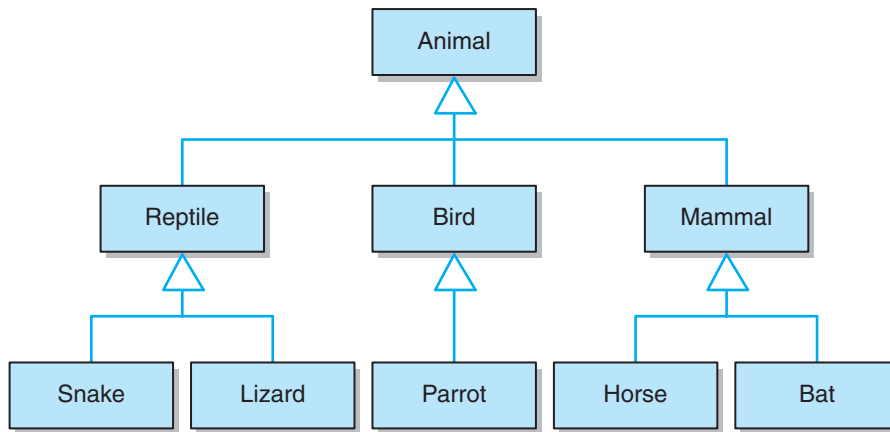 Animal
Reptile
Bird
Mammal
Snake
Lizard
Parrot
Horse
Bat